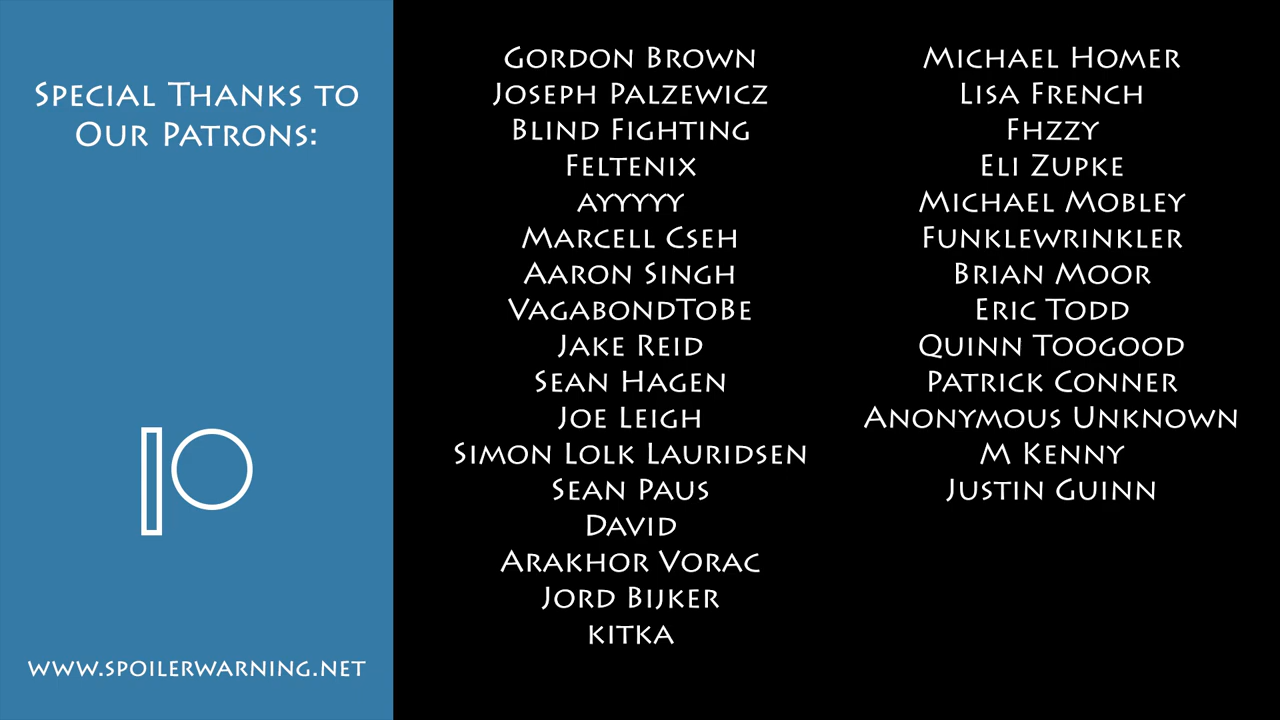 Special Thanks to
Our Patrons:
www.spoilerwarning.net
Gordon Brown
Joseph Palzewicz
Blind Fighting
Feltenix
ayyyyy
Marcell Cseh
Aaron Singh
VagabondToBe
Jake Reid
Sean Hagen
Joe Leigh
Simon Lolk Lauridsen
Sean Paus
David
Arakhor Vorac
Jord Bijker
kitka
Michael Homer
Lisa French
Fhzzy
Eli Zupke
Michael Mobley
Funklewrinkler
Brian Moor
Eric Todd
Quinn Toogood
Patrick Conner
Anonymous Unknown
M Kenny
Justin Guinn